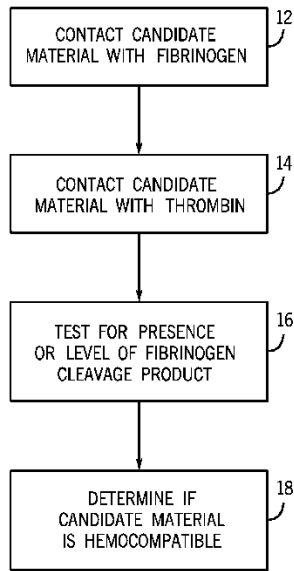 12
CONTACT CANDIDATE
MATERIAL WITH FIBRINOGEN
14
CONTACT CANDIDATE
MATERIAL WITH THROMBIN
16
TEST FOR PRESENCE
OR LEVEL OF FIBRINOGEN
CLEAVAGE PRODUCT
18
DETERMINE IF
CANDIDATE MATERIAL
IS HEMOCOMPATIBLE